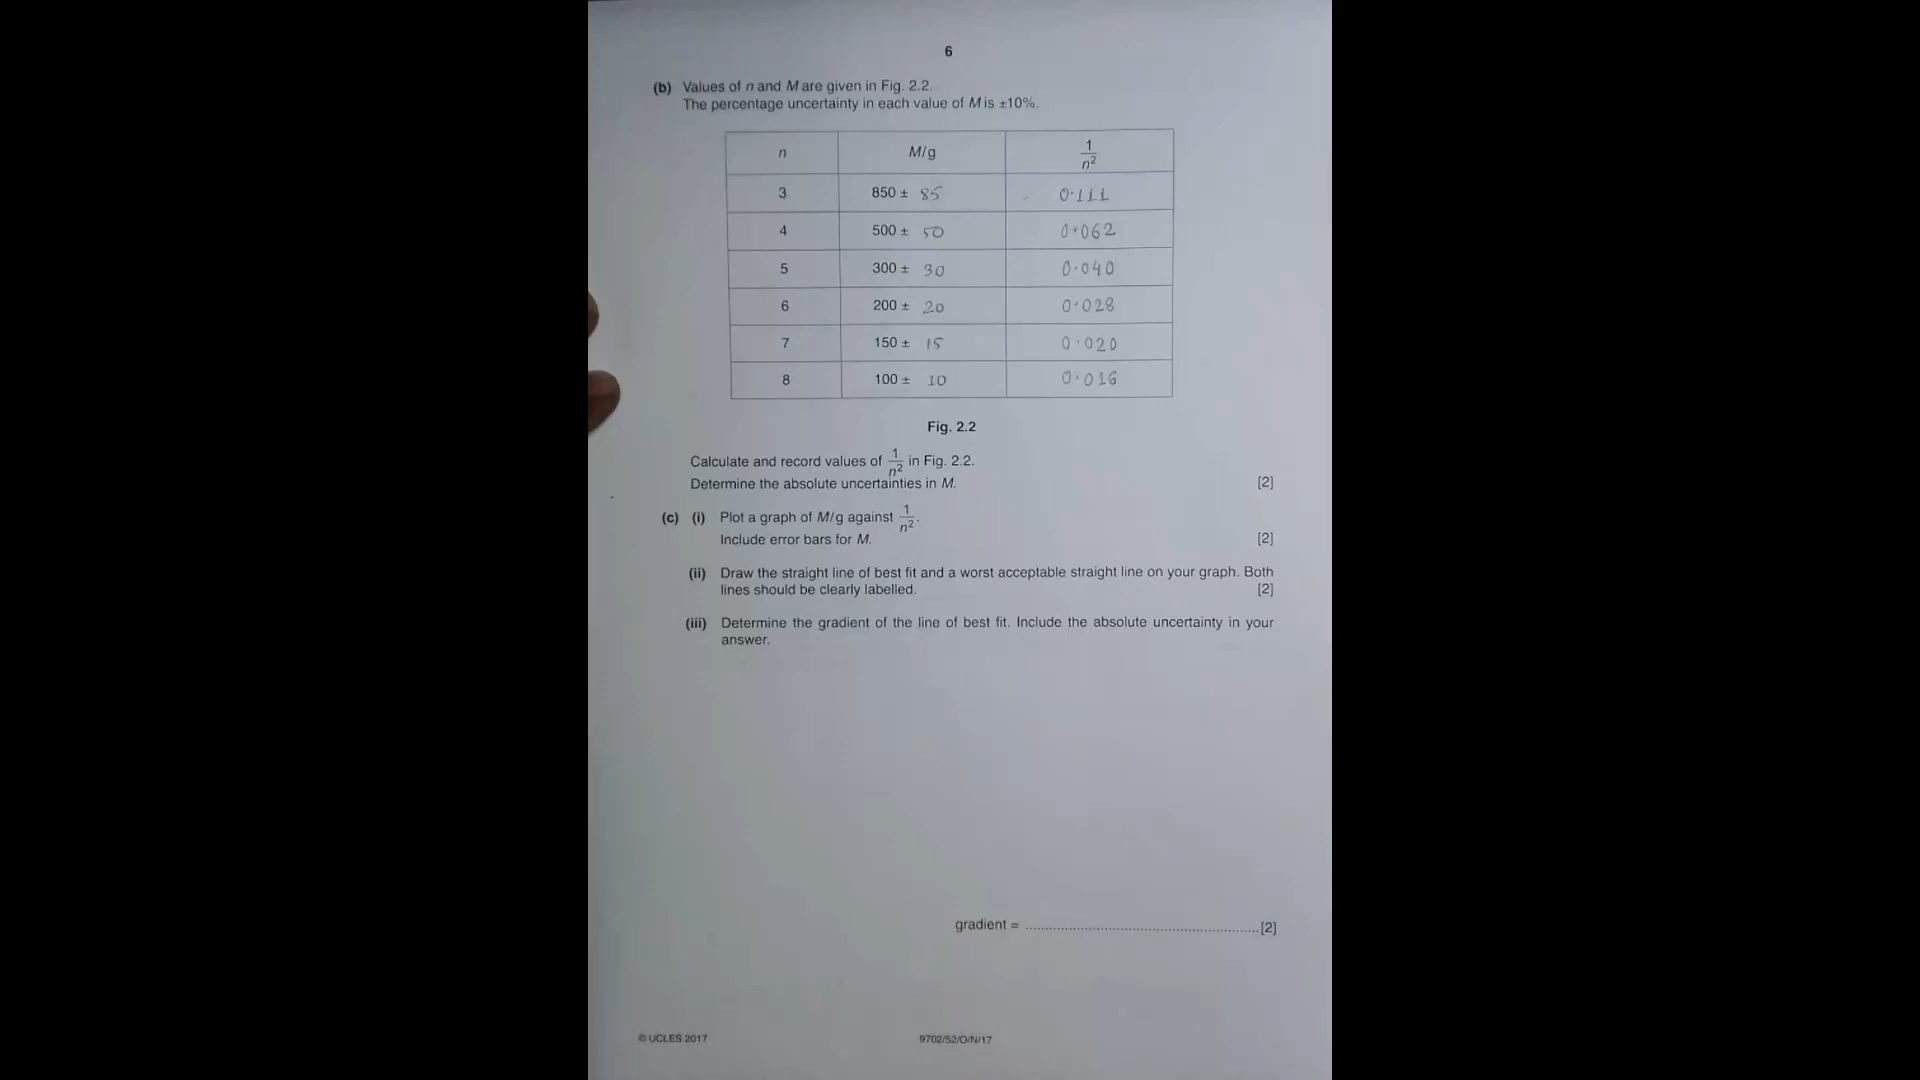 6
(b) Values of n and M are given in Fig. 2.2.
The percentage uncertainty in each value of M is ±10%.
n M/g 1/n²
3 850 ± 85 0.111
4 500 ± 50 0.062
5 300 ± 30 0.040
6 200 ± 20 0.028
7 150 ± 15 0.020
8 100 ± 10 0.016
Fig. 2.2
Calculate and record values of 1/n² in Fig. 2.2.
Determine the absolute uncertainties in M. [2]
(c) (i) Plot a graph of M/g against 1/n².
Include error bars for M. [2]
(ii) Draw the straight line of best fit and a worst acceptable straight line on your graph. Both
lines should be clearly labelled. [2]
(iii) Determine the gradient of the line of best fit. Include the absolute uncertainty in your
answer.
gradient = ............................................................[2]
© UCLES 2017 9702/52/O/N/17